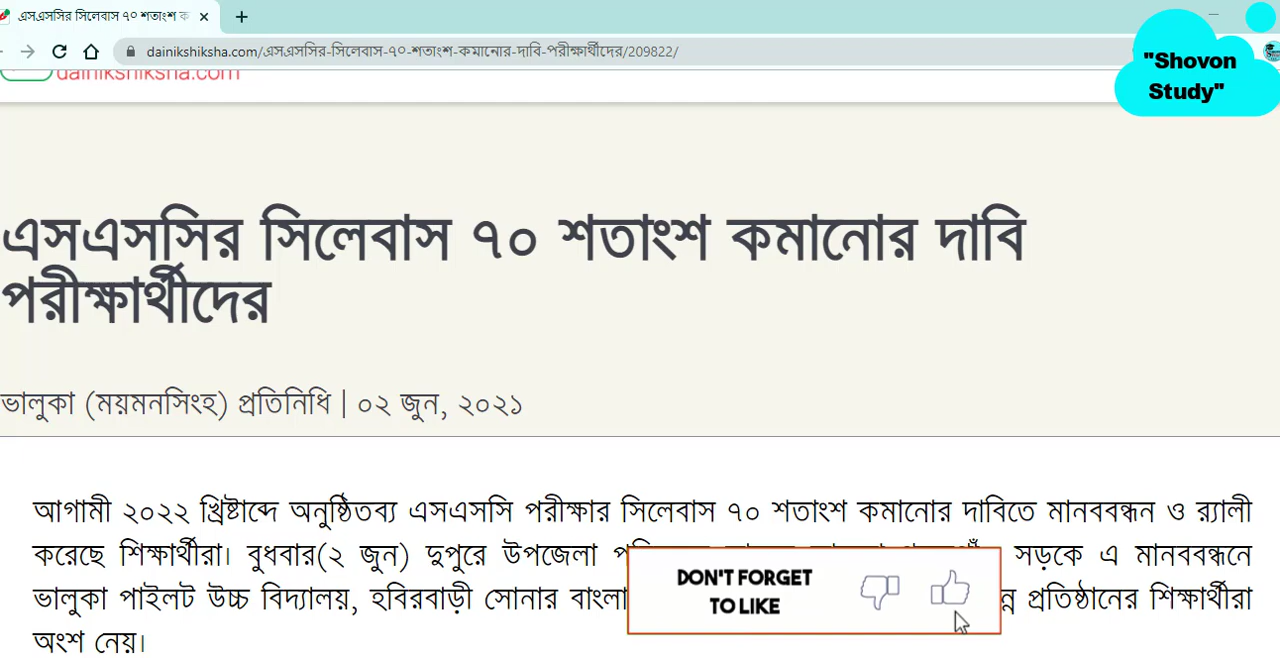 এসএসসির সিলেবাস ৭০ শতাংশ ক
dainikshiksha.com/এসএসসির-সিলেবাস-৭০-শতাংশ-কমানোর-দাবি-পরীক্ষার্থীদের/209822/
"Shovon
Study"
dainikshiksha.com
এসএসসির সিলেবাস ৭০ শতাংশ কমানোর দাবি
পরীক্ষার্থীদের
ভালুকা (ময়মনসিংহ) প্রতিনিধি | ০২ জুন, ২০২১
আগামী ২০২২ খ্রিষ্টাব্দে অনুষ্ঠিতব্য এসএসসি পরীক্ষার সিলেবাস ৭০ শতাংশ কমানোর দাবিতে মানববন্ধন ও র‍্যালী
করেছে শিক্ষার্থীরা। বুধবার(২ জুন) দুপুরে উপজেলা সড়কে এ মানববন্ধনে
ভালুকা পাইলট উচ্চ বিদ্যালয়, হবিরবাড়ী সোনার বাংলা প্রতিষ্ঠানের শিক্ষার্থীরা
অংশ নেয়।
DON'T FORGET
TO LIKE